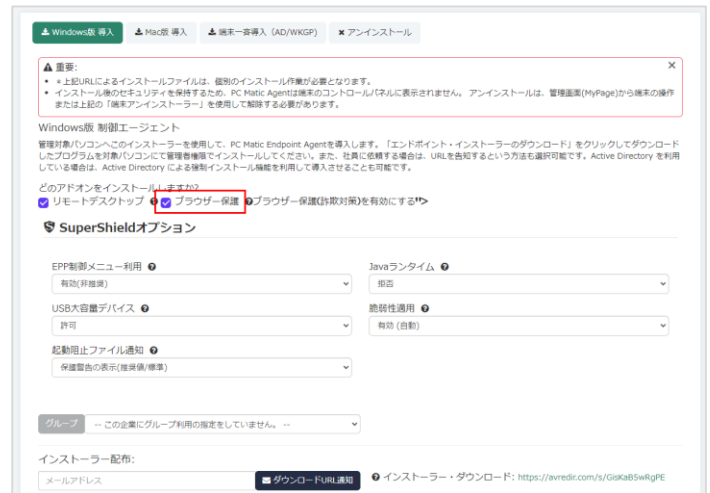 Windows版 導入
Mac版 導入
端末一斉導入 (AD/WKGP)
アンインストール
重要:
* 上記URLによるインストールファイルは、個別のインストール作業が必要となります。
インストール後のセキュリティを保持するため、PC Matic Agentは端末のコントロールパネルに表示されません。 アンインストールは、管理画面(MyPage)から端末の操作
または上記の「端末アンインストーラー」を使用して解除する必要があります。
Windows版 制御エージェント
管理対象パソコンへこのインストーラーを使用して、PC Matic Endpoint Agentを導入します。「エンドポイント・インストーラーのダウンロード」をクリックしてダウンロード
したプログラムを対象パソコンにて管理者権限でインストールしてください。また、社員に依頼する場合は、URLを告知するという方法も選択可能です。Active Directory を利用
している場合は、Active Directory による強制インストール機能を利用して導入させることも可能です。
どのアドオンをインストールしますか?
リモートデスクトップ ブラウザー保護 ブラウザー保護(詐欺対策)を有効にする">
SuperShieldオプション
EPP制御メニュー利用
Javaランタイム
有効(非推奨)
拒否
USB大容量デバイス
脆弱性適用
許可
有効 (自動)
起動阻止ファイル通知
保護警告の表示(推奨値/標準)
グループ
-- この企業にグループ利用の指定をしていません。 --
インストーラー配布:
メールアドレス
ダウンロードURL通知
インストーラー・ダウンロード: https://avredir.com/s/GisKaB5wRgPE